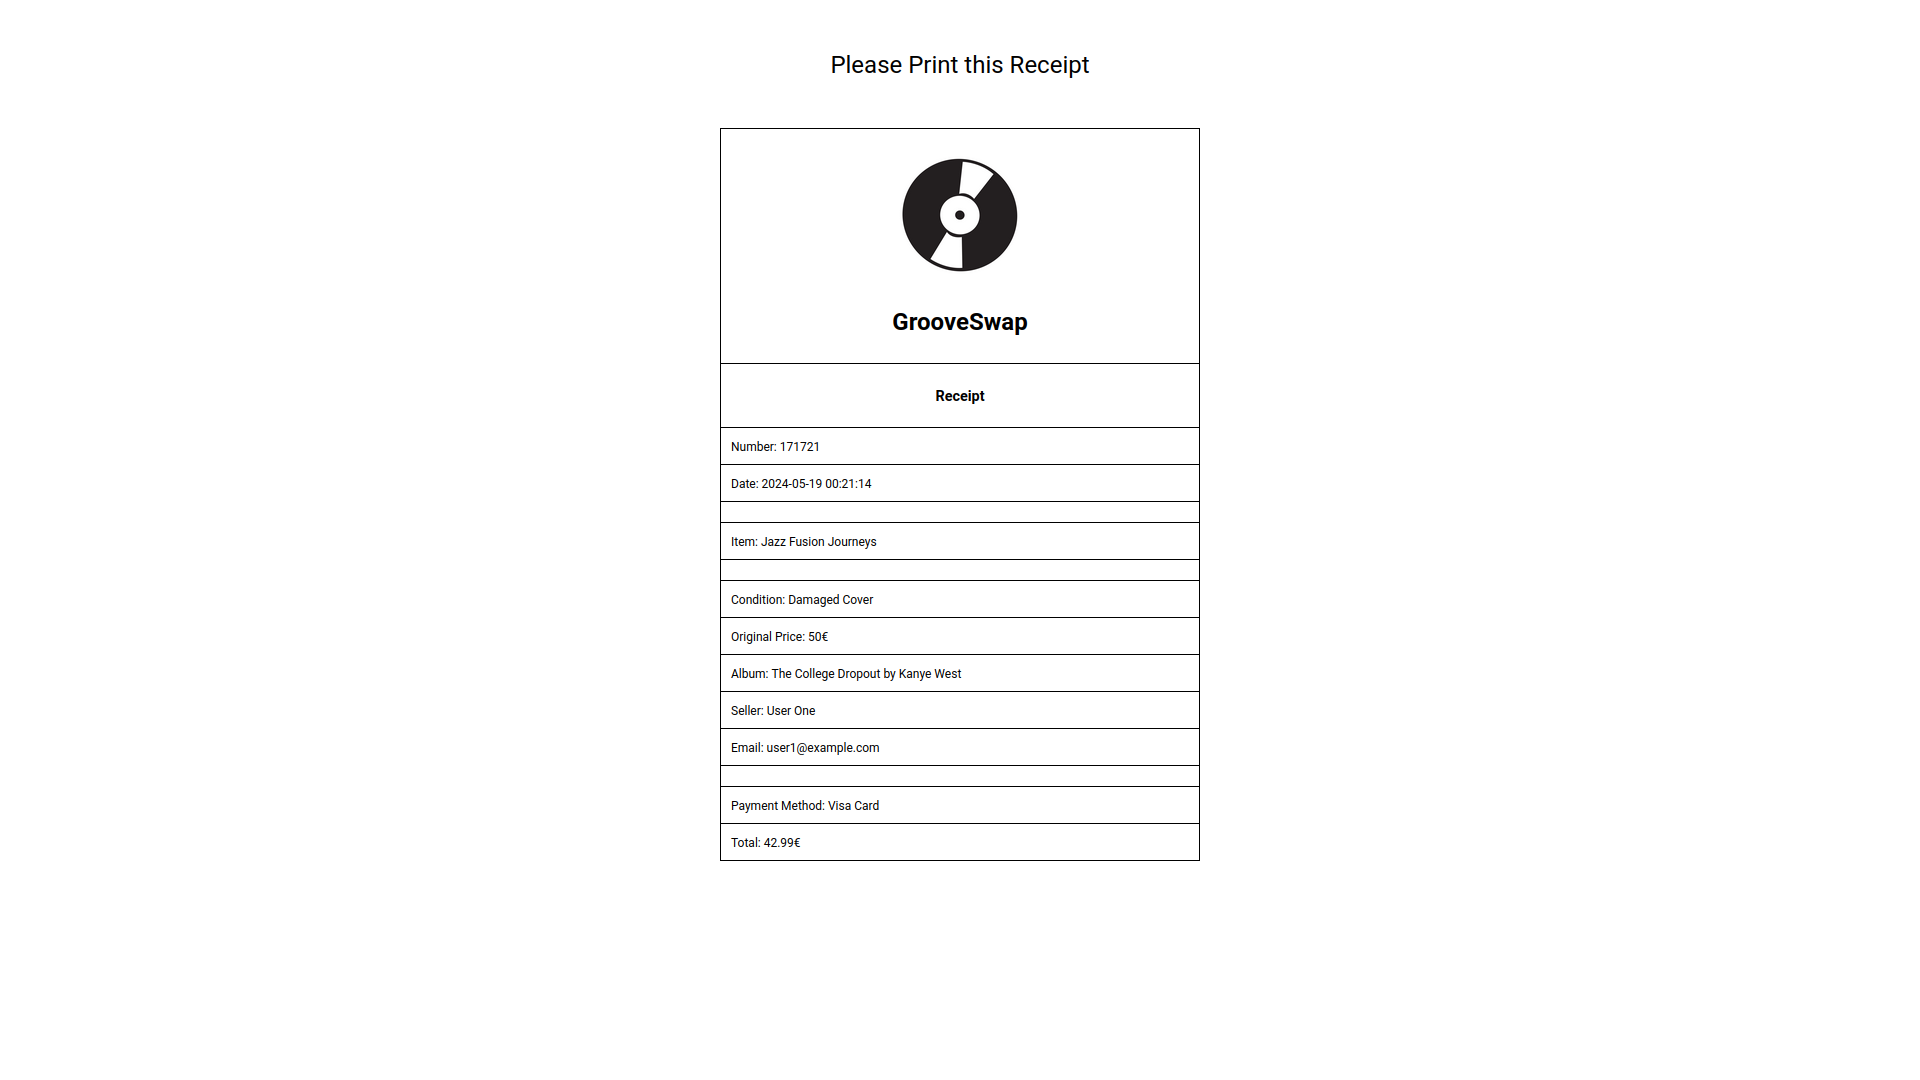 Please Print this Receipt
GrooveSwap
Receipt
Number: 171721
Date: 2024-05-19 00:21:14
Item: Jazz Fusion Journeys
Condition: Damaged Cover
Original Price: 50€
Album: The College Dropout by Kanye West
Seller: User One
Email: user1@example.com
Payment Method: Visa Card
Total: 42.99€